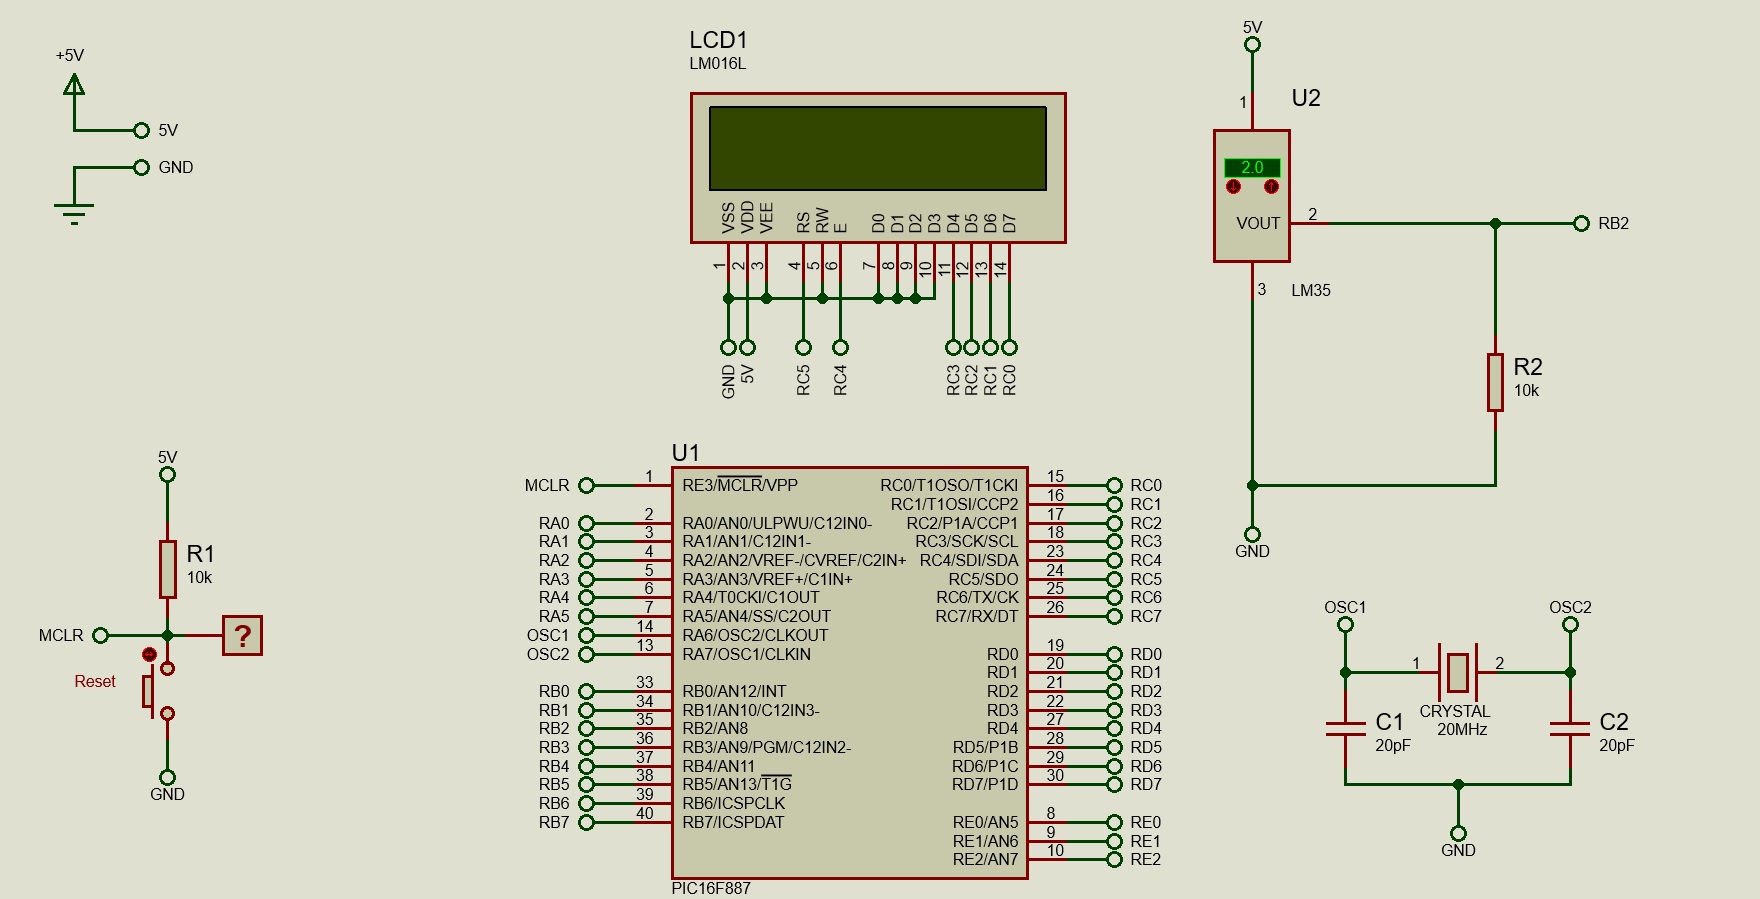 +5V
5V
GND
LCD1
LM016L
VSS
VDD
VEE
RS
RW
E
D0
D1
D2
D3
D4
D5
D6
D7
1
2
3
4
5
6
7
8
9
10
11
12
13
14
GND
5V
RC5
RC4
RC3
RC2
RC1
RC0
5V
1
U2
2.0
VOUT
2
RB2
3
LM35
R2
10k
GND
5V
R1
10k
MCLR
?
Reset
GND
U1
MCLR 1 RE3/MCLR/VPP
RA0 2 RA0/AN0/ULPWU/C12IN0-
RA1 3 RA1/AN1/C12IN1-
RA2 4 RA2/AN2/VREF-/CVREF/C2IN+
RA3 5 RA3/AN3/VREF+/C1IN+
RA4 6 RA4/T0CKI/C1OUT
RA5 7 RA5/AN4/SS/C2OUT
OSC1 14 RA6/OSC2/CLKOUT
OSC2 13 RA7/OSC1/CLKIN
RB0 33 RB0/AN12/INT
RB1 34 RB1/AN10/C12IN3-
RB2 35 RB2/AN8
RB3 36 RB3/AN9/PGM/C12IN2-
RB4 37 RB4/AN11
RB5 38 RB5/AN13/T1G
RB6 39 RB6/ICSPCLK
RB7 40 RB7/ICSPDAT
RC0/T1OSO/T1CKI 15 RC0
RC1/T1OSI/CCP2 16 RC1
RC2/P1A/CCP1 17 RC2
RC3/SCK/SCL 18 RC3
RC4/SDI/SDA 23 RC4
RC5/SDO 24 RC5
RC6/TX/CK 25 RC6
RC7/RX/DT 26 RC7
RD0 19 RD0
RD1 20 RD1
RD2 21 RD2
RD3 22 RD3
RD4 27 RD4
RD5/P1B 28 RD5
RD6/P1C 29 RD6
RD7/P1D 30 RD7
RE0/AN5 8 RE0
RE1/AN6 9 RE1
RE2/AN7 10 RE2
PIC16F887
OSC1
OSC2
1
2
CRYSTAL
20MHz
C1
20pF
C2
20pF
GND